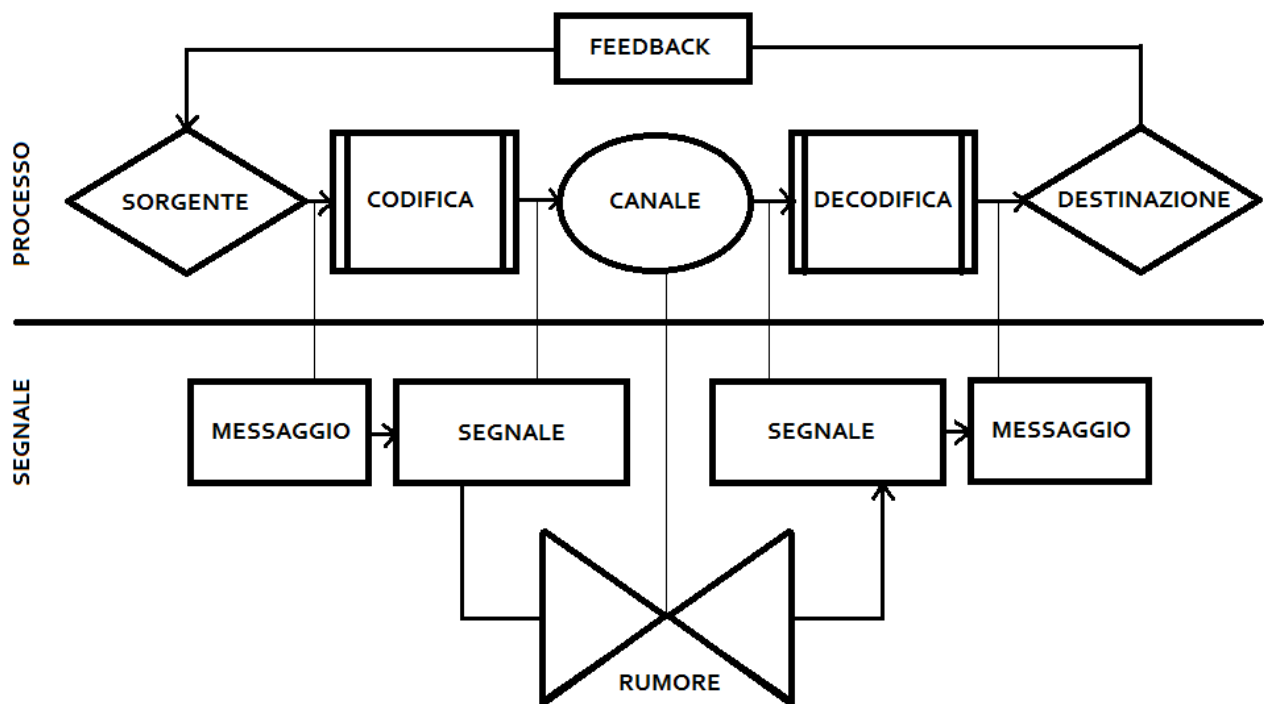 FEEDBACK
PROCESSO
SORGENTE
CODIFICA
CANALE
DECODIFICA
DESTINAZIONE
SEGNALE
MESSAGGIO
SEGNALE
SEGNALE
MESSAGGIO
RUMORE